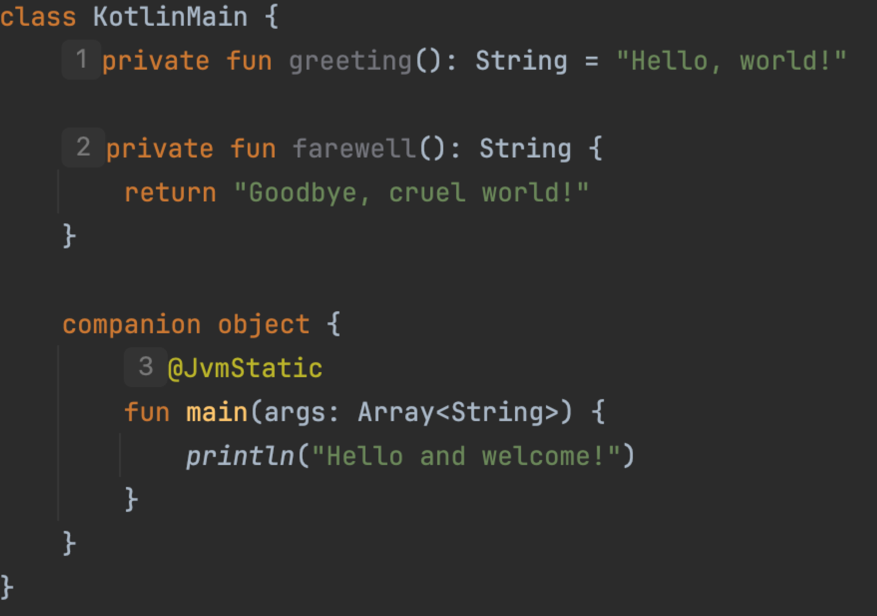 class KotlinMain {
1 private fun greeting(): String = "Hello, world!"
2 private fun farewell(): String {
return "Goodbye, cruel world!"
}
companion object {
3 @JvmStatic
fun main(args: Array<String>) {
println("Hello and welcome!")
}
}
}